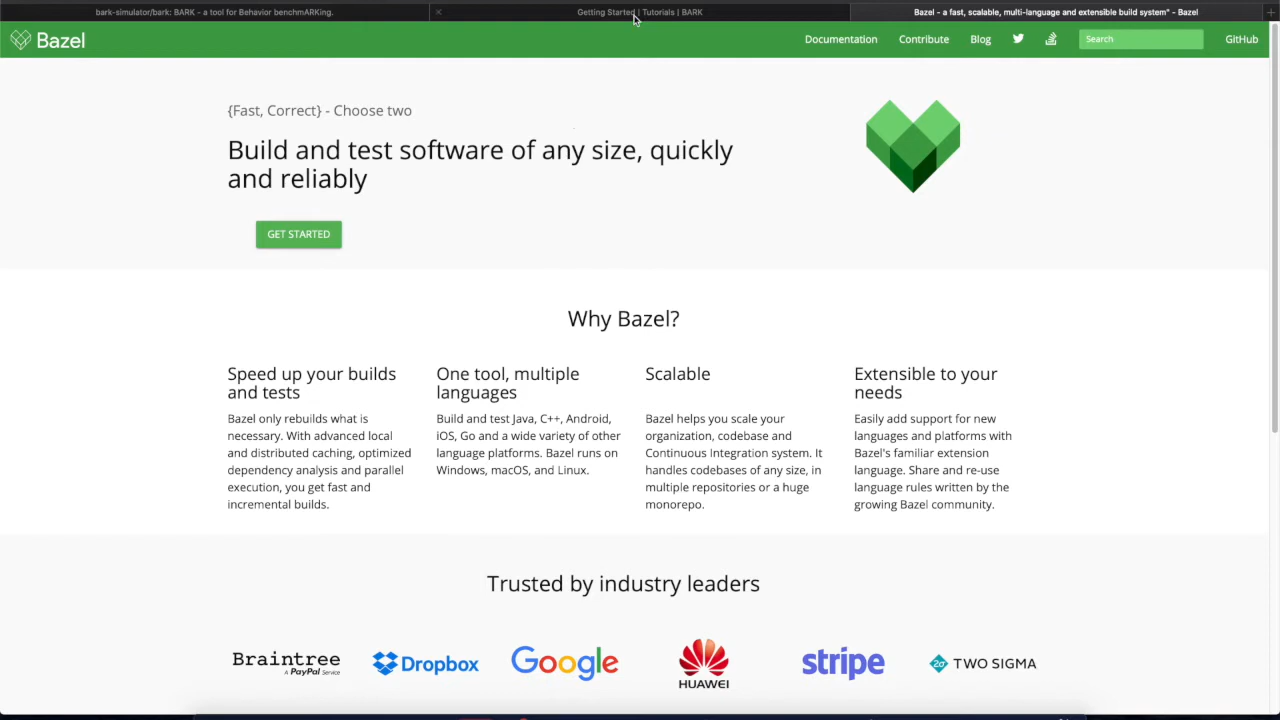 bark-simulator/bark: BARK - a tool for Behavior benchmARKing.
Getting Started | Tutorials | BARK
Bazel - a fast, scalable, multi-language and extensible build system" - Bazel
Bazel
Documentation
Contribute
Blog
Search
GitHub
{Fast, Correct} - Choose two
Build and test software of any size, quickly
and reliably
GET STARTED
Why Bazel?
Speed up your builds
and tests
Bazel only rebuilds what is
necessary. With advanced local
and distributed caching, optimized
dependency analysis and parallel
execution, you get fast and
incremental builds.
One tool, multiple
languages
Build and test Java, C++, Android,
iOS, Go and a wide variety of other
language platforms. Bazel runs on
Windows, macOS, and Linux.
Scalable
Bazel helps you scale your
organization, codebase and
Continuous Integration system. It
handles codebases of any size, in
multiple repositories or a huge
monorepo.
Extensible to your
needs
Easily add support for new
languages and platforms with
Bazel's familiar extension
language. Share and re-use
language rules written by the
growing Bazel community.
Trusted by industry leaders
Braintree
A PayPal Service
Dropbox
Google
HUAWEI
stripe
2σ TWO SIGMA